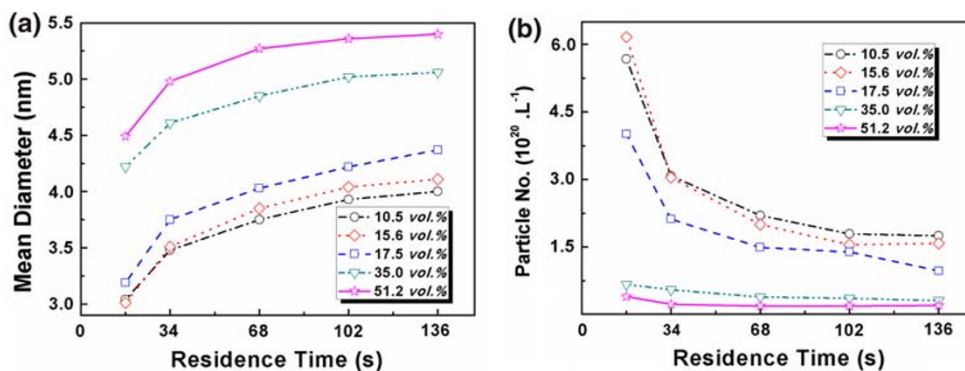 (a)
Mean Diameter (nm)
5.5
5.0
4.5
4.0
3.5
3.0
0
34
68
102
136
Residence Time (s)
10.5 vol.%
15.6 vol.%
17.5 vol.%
35.0 vol.%
51.2 vol.%
(b)
Particle No. (10²⁰ .L⁻¹)
6.0
4.5
3.0
1.5
0
34
68
102
136
Residence Time (s)
10.5 vol.%
15.6 vol.%
17.5 vol.%
35.0 vol.%
51.2 vol.%